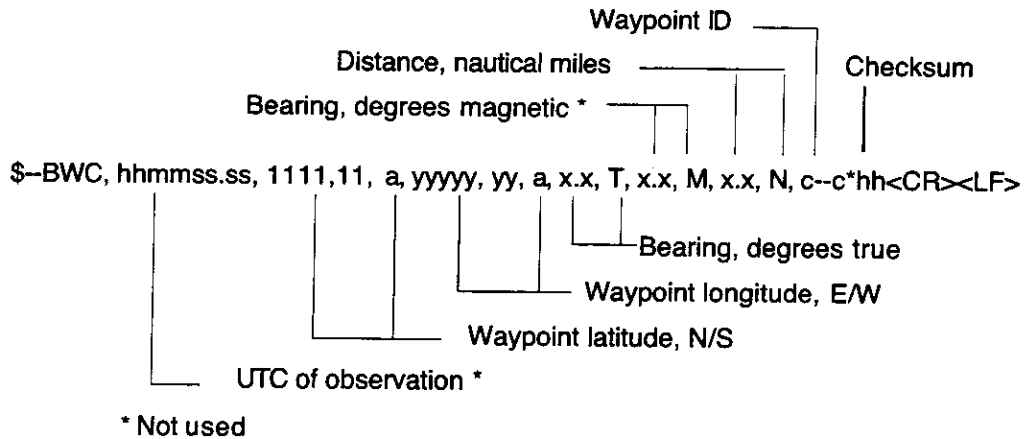 Waypoint ID
Distance, nautical miles
Checksum
Bearing, degrees magnetic *
$--BWC, hhmmss.ss, 1111,11, a, yyyyy, yy, a, x.x, T, x.x, M, x.x, N, c--c*hh<CR><LF>
Bearing, degrees true
Waypoint longitude, E/W
Waypoint latitude, N/S
UTC of observation *
* Not used